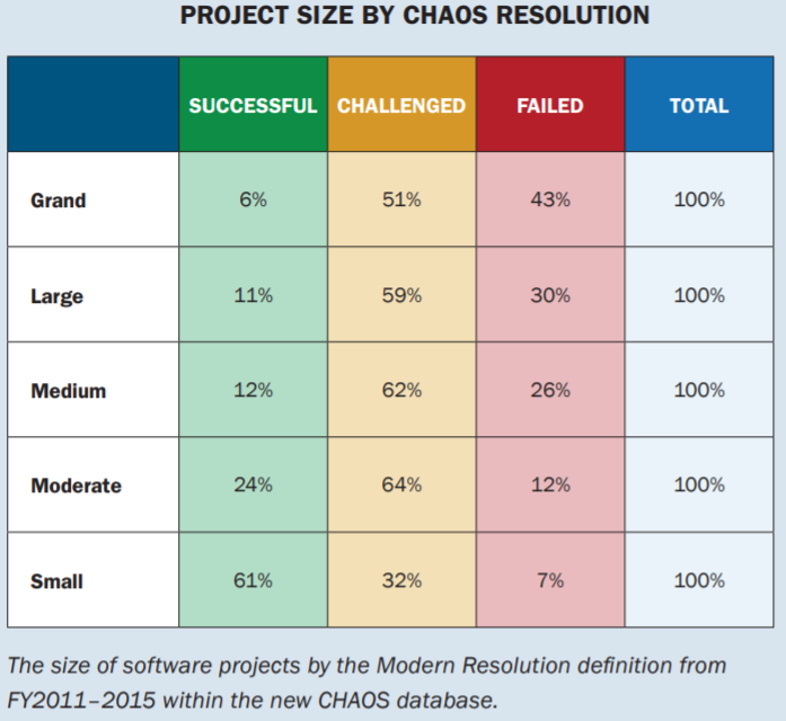 PROJECT SIZE BY CHAOS RESOLUTION
SUCCESSFUL CHALLENGED FAILED TOTAL
Grand 6% 51% 43% 100%
Large 11% 59% 30% 100%
Medium 12% 62% 26% 100%
Moderate 24% 64% 12% 100%
Small 61% 32% 7% 100%
The size of software projects by the Modern Resolution definition from
FY2011–2015 within the new CHAOS database.